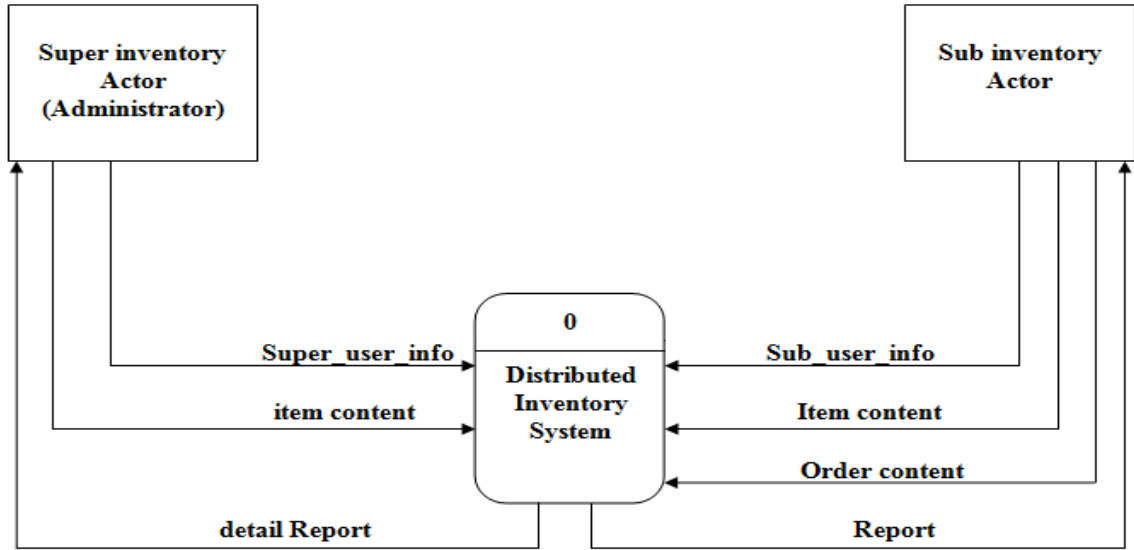 Super inventory
Actor
(Administrator)
Sub inventory
Actor
0
Distributed
Inventory
System
Super_user_info
item content
Sub_user_info
Item content
Order content
detail Report
Report